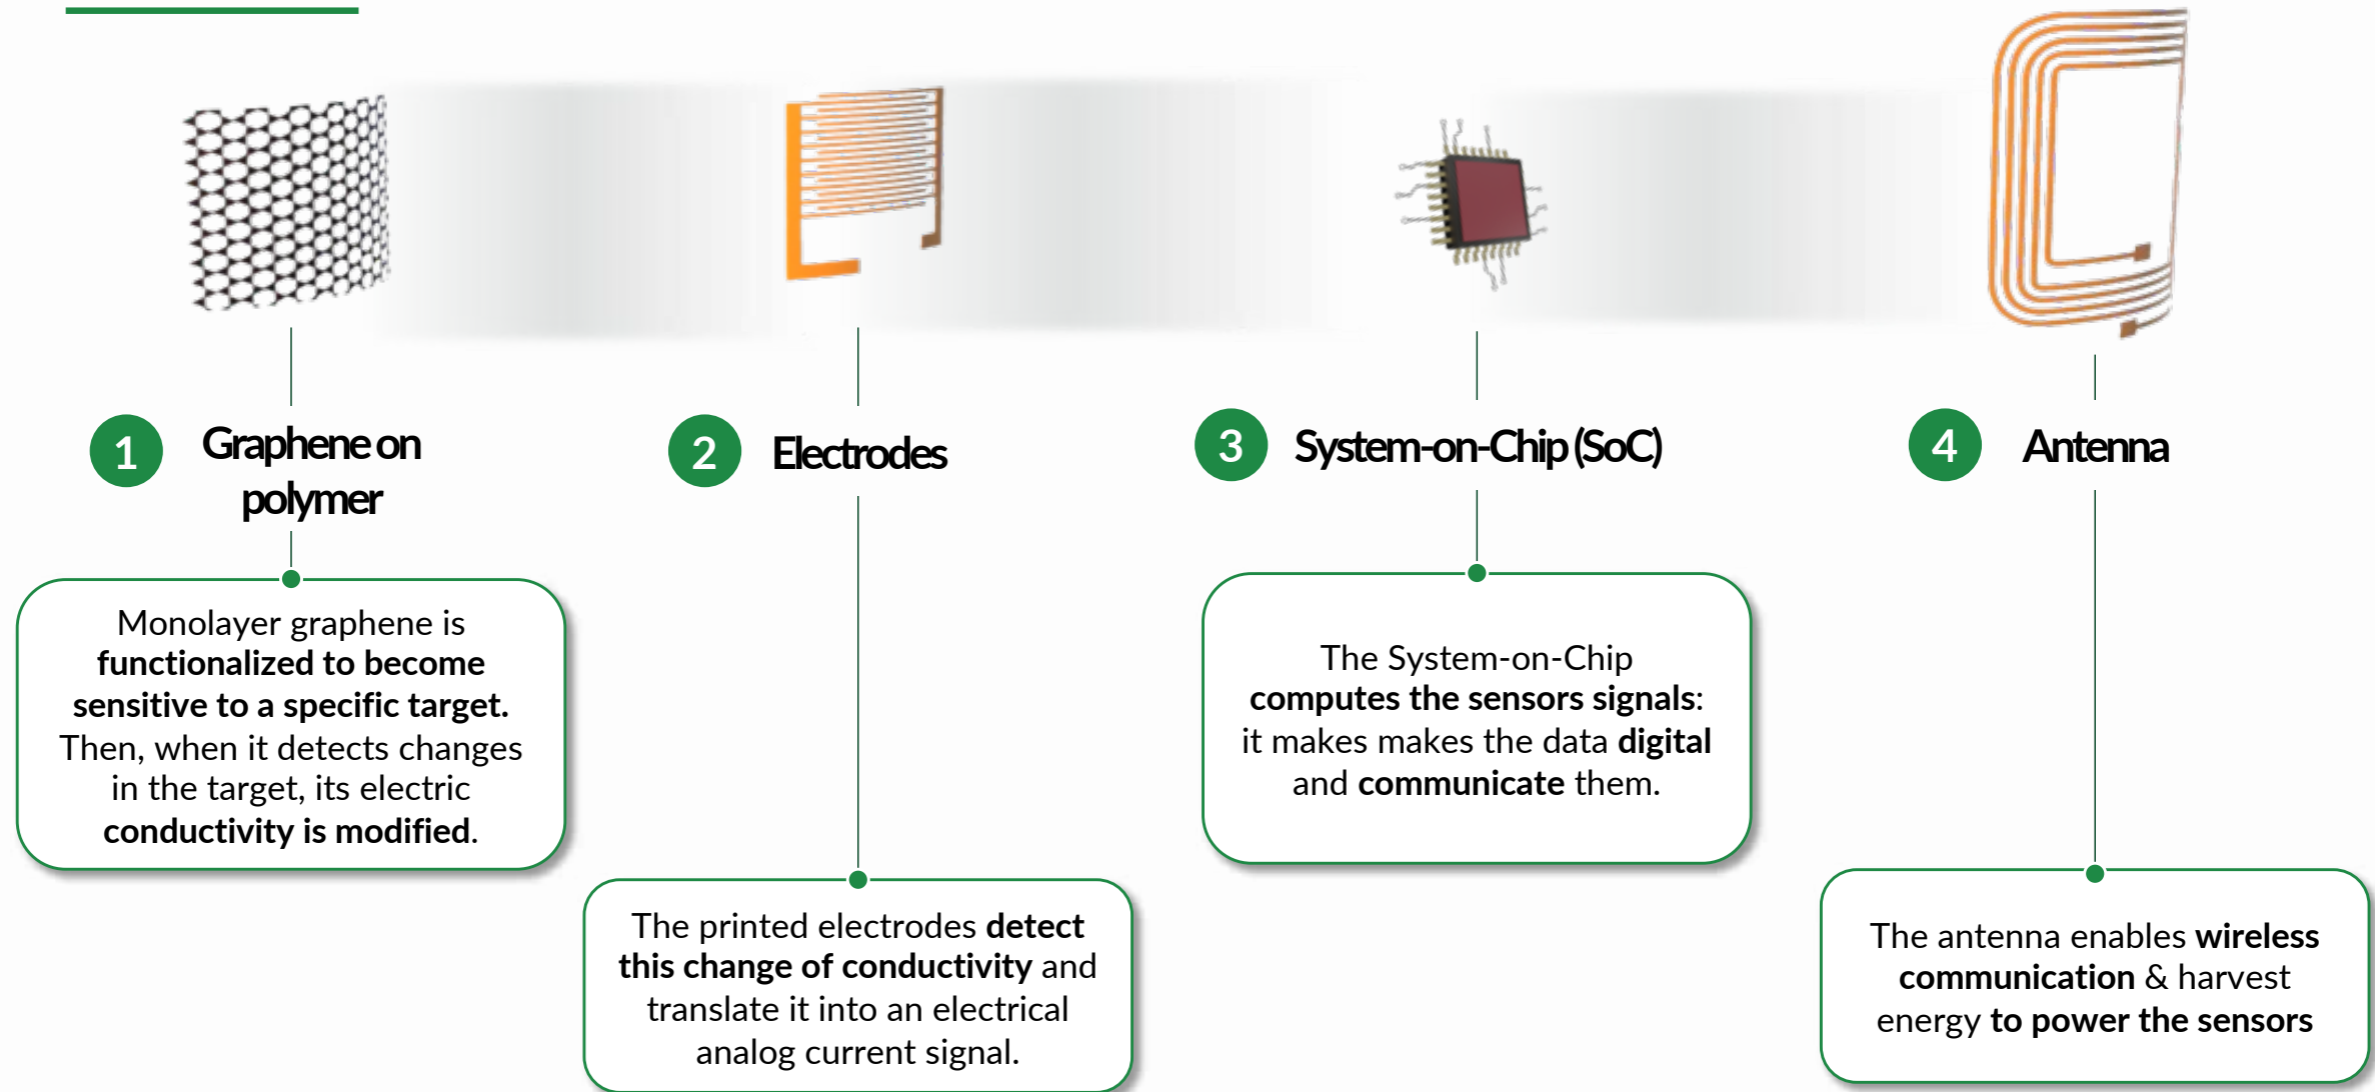 1
Graphene on
polymer
Monolayer graphene is
functionalized to become
sensitive to a specific target.
Then, when it detects changes
in the target, its electric
conductivity is modified.
2
Electrodes
The printed electrodes detect
this change of conductivity and
translate it into an electrical
analog current signal.
3
System-on-Chip (SoC)
The System-on-Chip
computes the sensors signals:
it makes makes the data digital
and communicate them.
4
Antenna
The antenna enables wireless
communication & harvest
energy to power the sensors